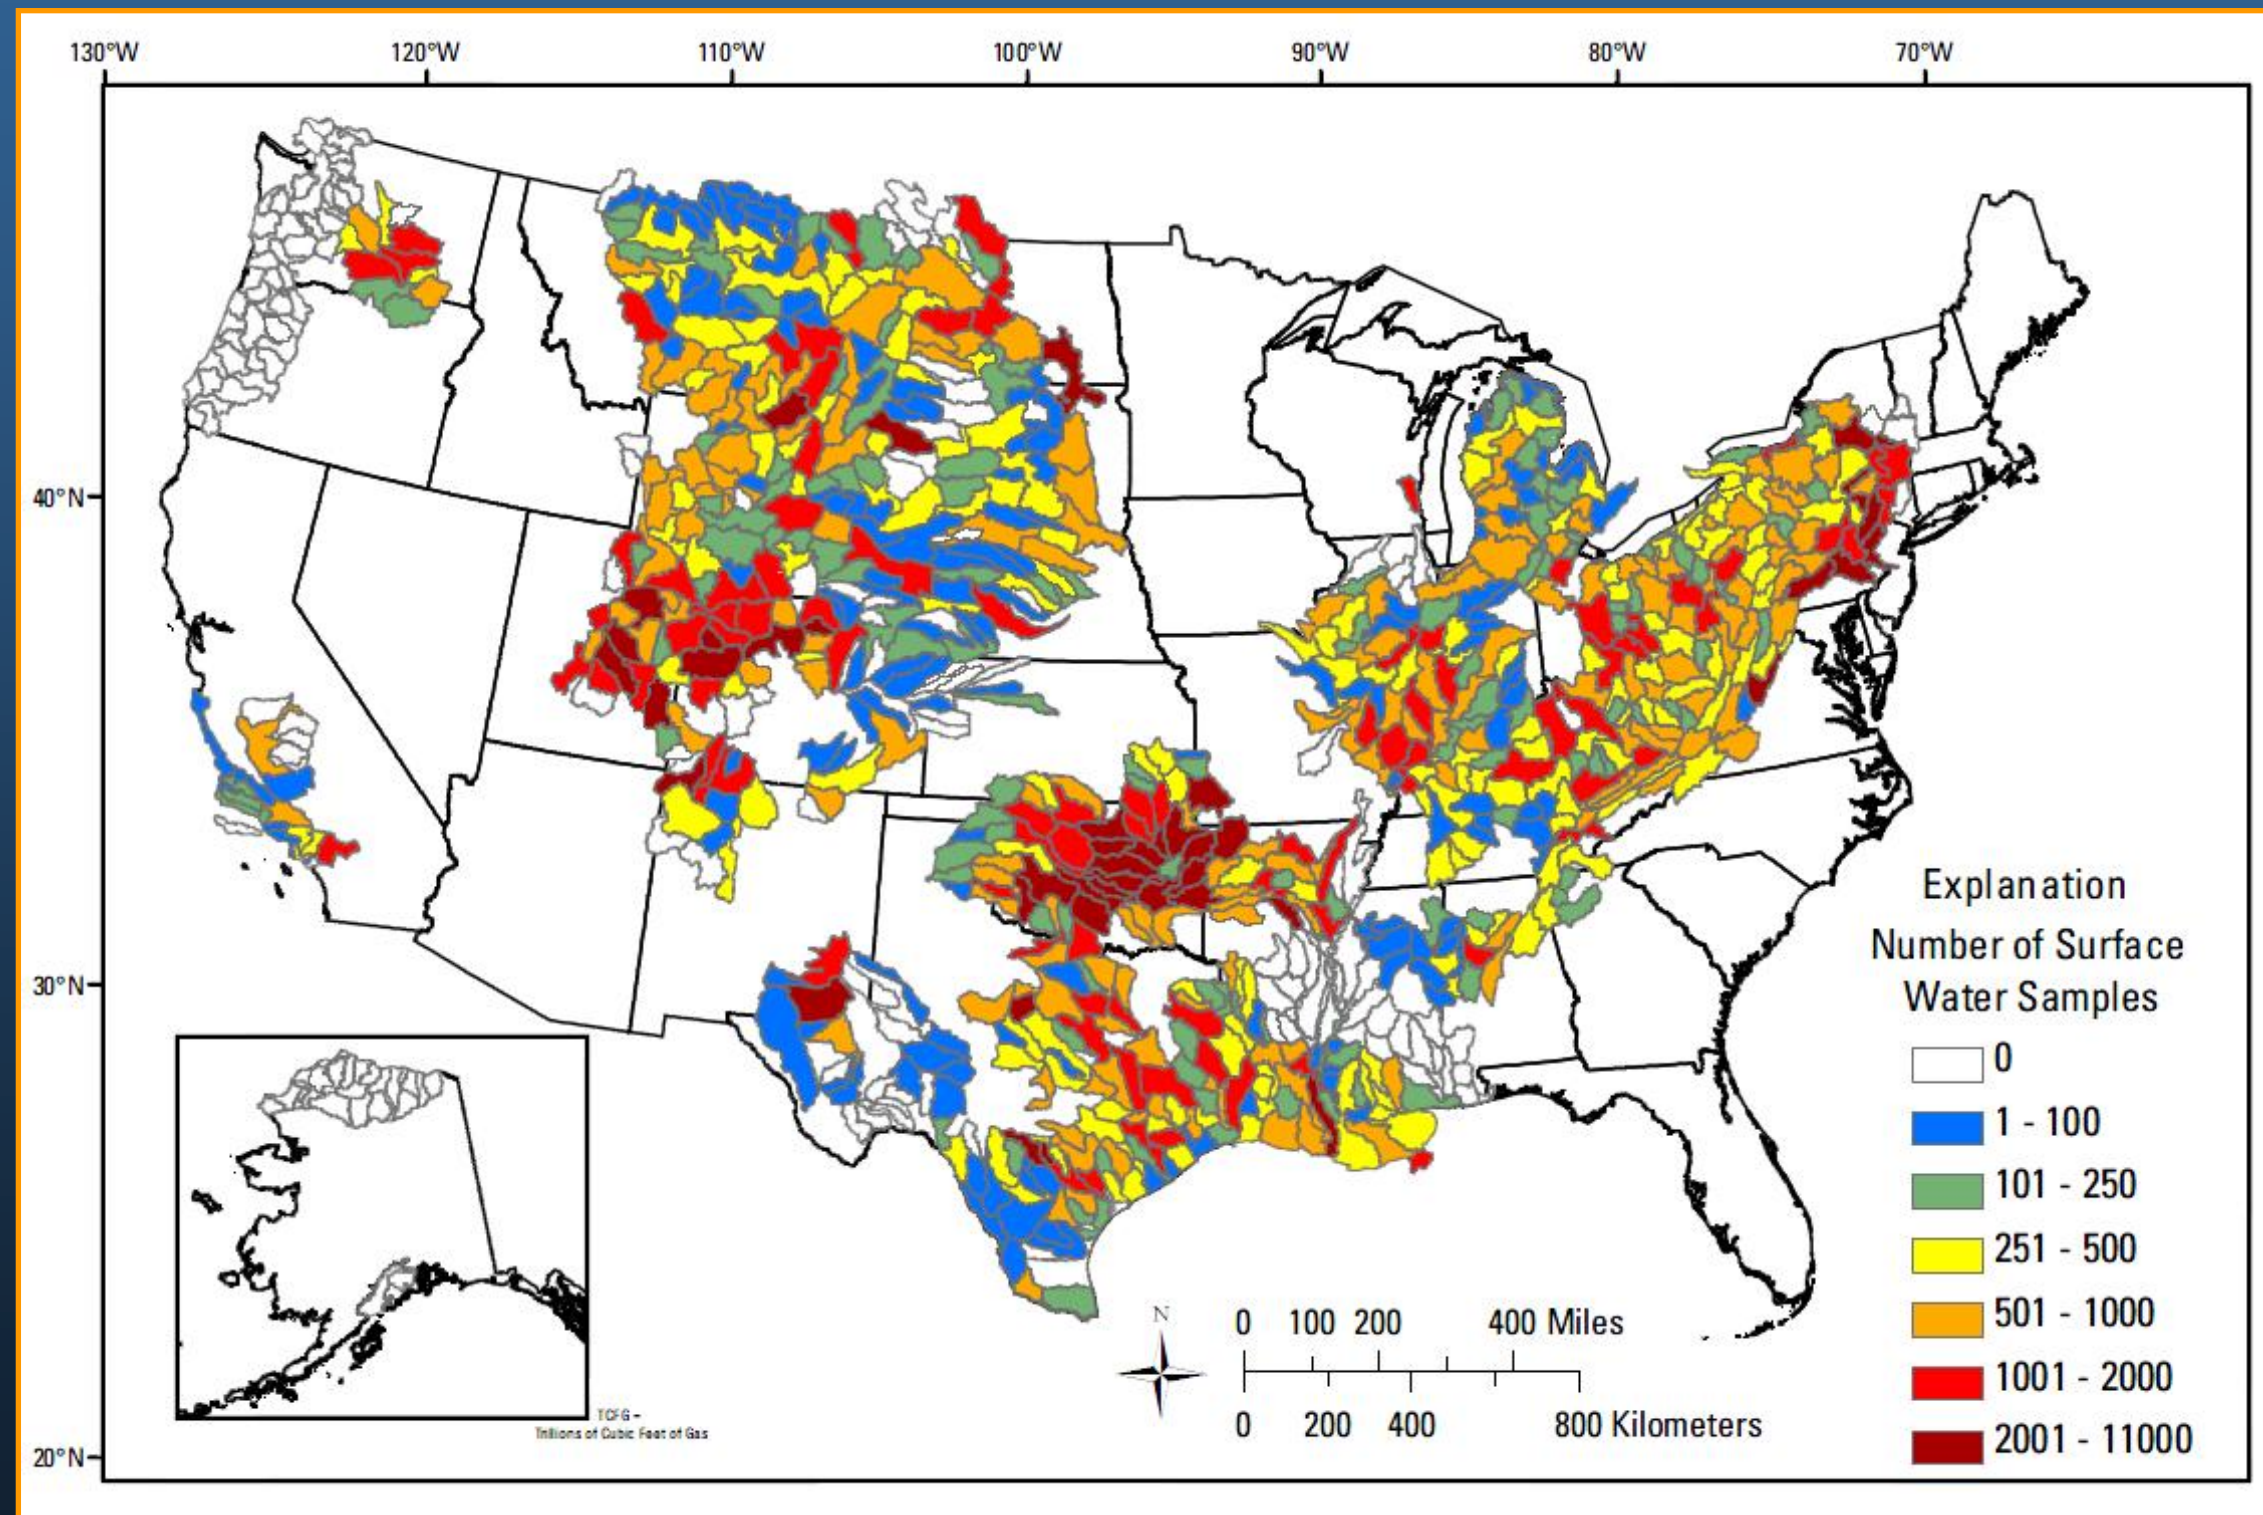 130°W 120°W 110°W 100°W 90°W 80°W 70°W
40°N
30°N
20°N
Explanation
Number of Surface
Water Samples
0
1 - 100
101 - 250
251 - 500
501 - 1000
1001 - 2000
2001 - 11000
N
0 100 200 400 Miles
0 200 400 800 Kilometers
TCFG =
Trillions of Cubic Feet of Gas